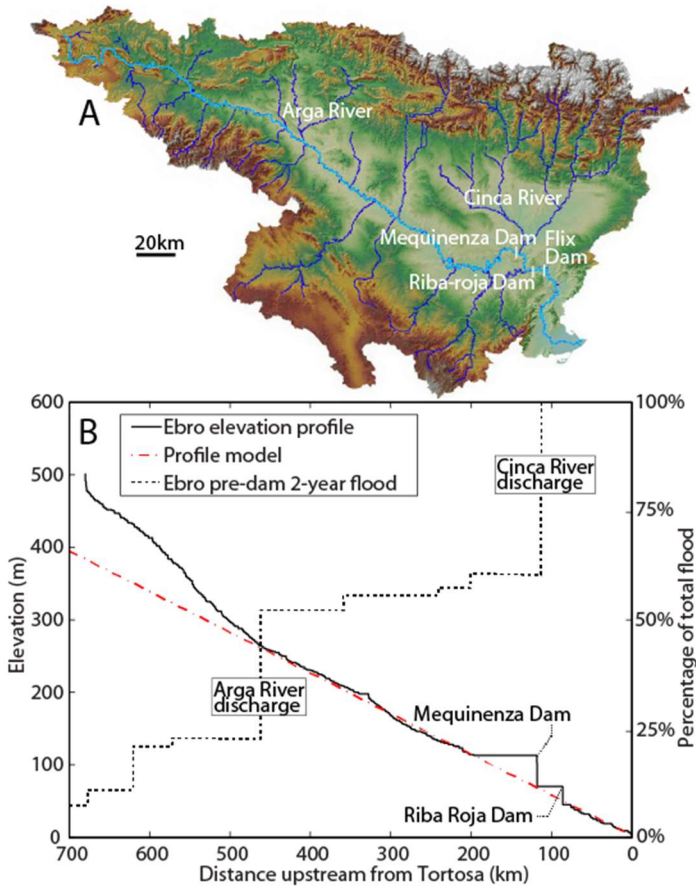 A
Arga River
Cinca River
20km
Mequinenza Dam
Flix
Dam
Riba-roja Dam
B
Ebro elevation profile
Profile model
Ebro pre-dam 2-year flood
Cinca River
discharge
Arga River
discharge
Mequinenza Dam
Riba Roja Dam
Elevation (m)
600
500
400
300
200
100
0
100%
75%
50%
25%
0%
Percentage of total flood
700 600 500 400 300 200 100 0
Distance upstream from Tortosa (km)